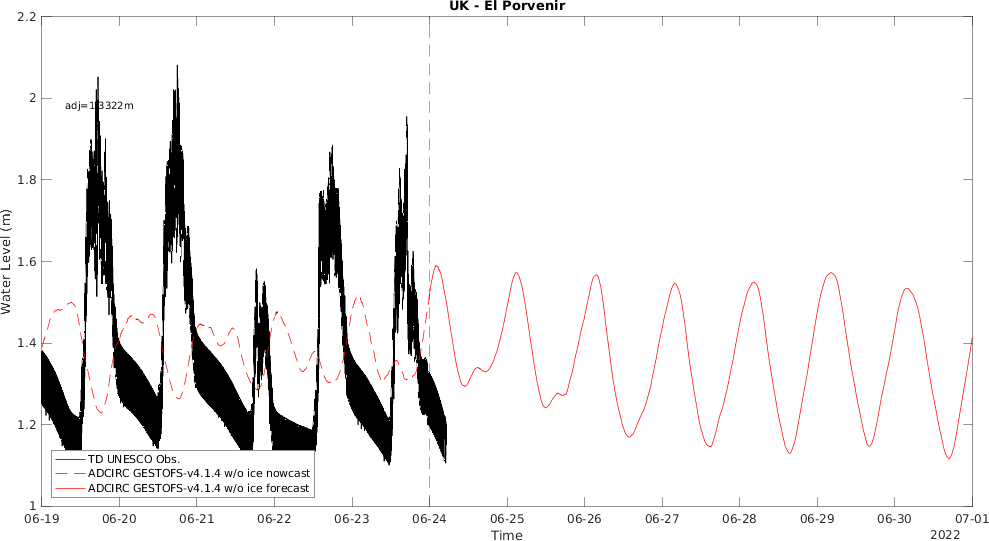 UK - El Porvenir
2.2
2
1.8
1.6
1.4
1.2
1
Water Level (m)
adj=1.3322m
TD UNESCO Obs.
ADCIRC GESTOFS-v4.1.4 w/o ice nowcast
ADCIRC GESTOFS-v4.1.4 w/o ice forecast
06-19 06-20 06-21 06-22 06-23 06-24 06-25 06-26 06-27 06-28 06-29 06-30 07-01
Time
2022